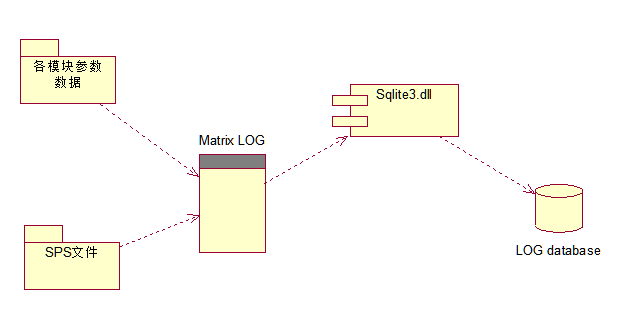 各模块参数
数据
Sqlite3.dll
Matrix LOG
SPS文件
LOG database